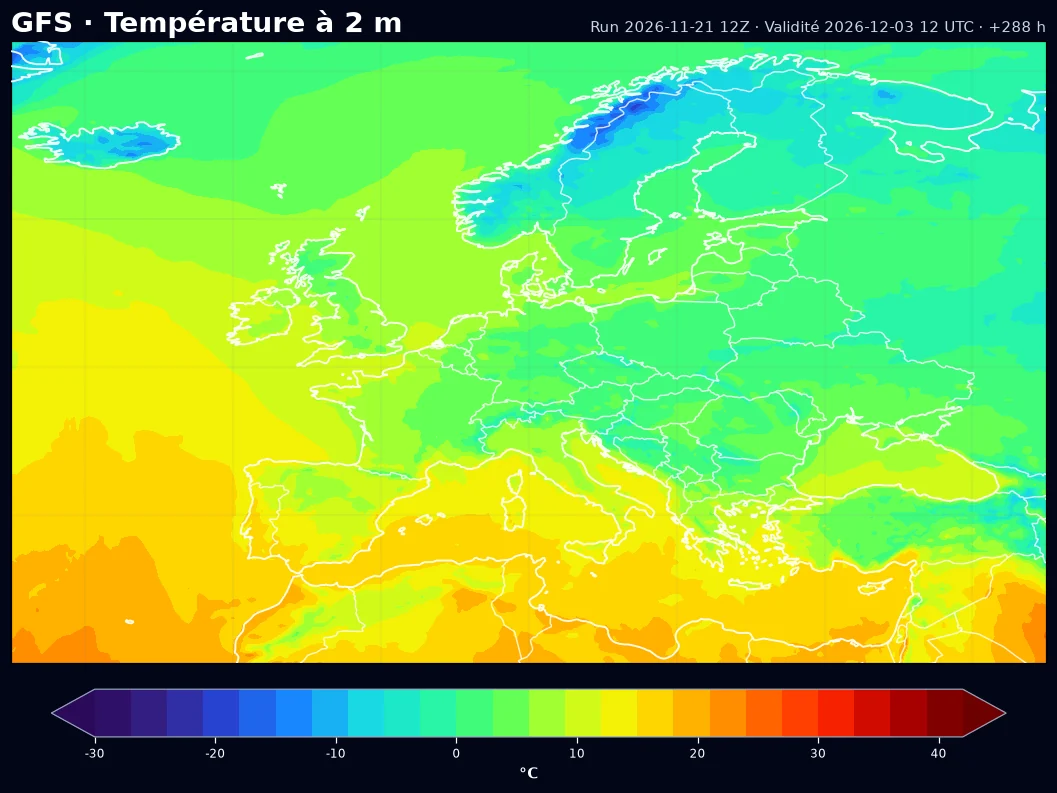 GFS · Température à 2 m
Run 2026-11-21 12Z · Validité 2026-12-03 12 UTC · +288 h
-30 -20 -10 0 10 20 30 40
°C